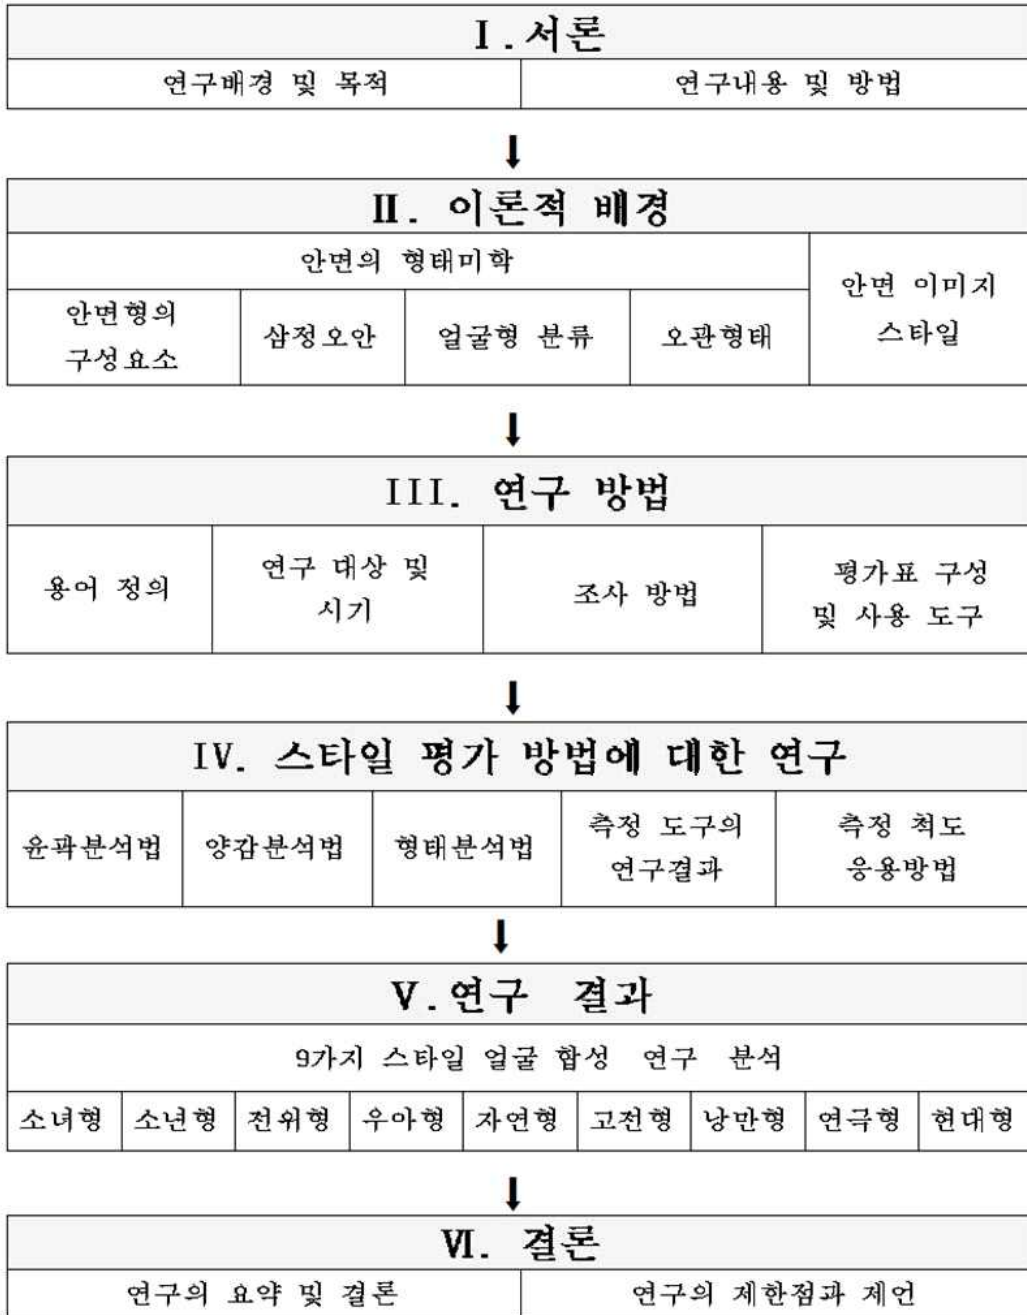 Ⅰ.서론
연구배경 및 목적
연구내용 및 방법
Ⅱ. 이론적 배경
안면의 형태미학
안면 이미지
스타일
안면형의
구성요소
삼정오안
얼굴형 분류
오관형태
III. 연구 방법
용어 정의
연구 대상 및
시기
조사 방법
평가표 구성
및 사용 도구
IV. 스타일 평가 방법에 대한 연구
윤곽분석법
양감분석법
형태분석법
측정 도구의
연구결과
측정 척도
응용방법
V.연구 결과
9가지 스타일 얼굴 합성 연구 분석
소녀형
소년형
전위형
우아형
자연형
고전형
낭만형
연극형
현대형
Ⅵ. 결론
연구의 요약 및 결론
연구의 제한점과 제언